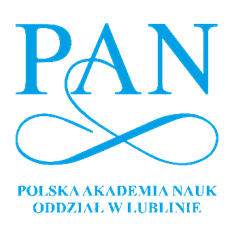 PAN
POLSKA AKADEMIA NAUK
ODDZIAŁ W LUBLINIE